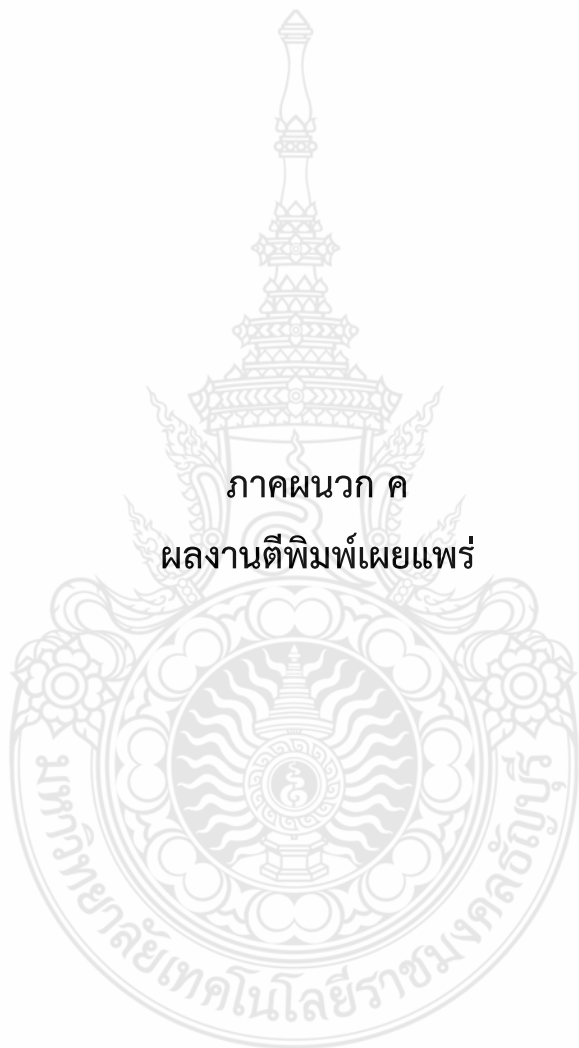 ภาคผนวก ค
ผลงานตีพิมพ์เผยแพร่
มหาวิทยาลัยเทคโนโลยีราชมงคลธัญบุรี